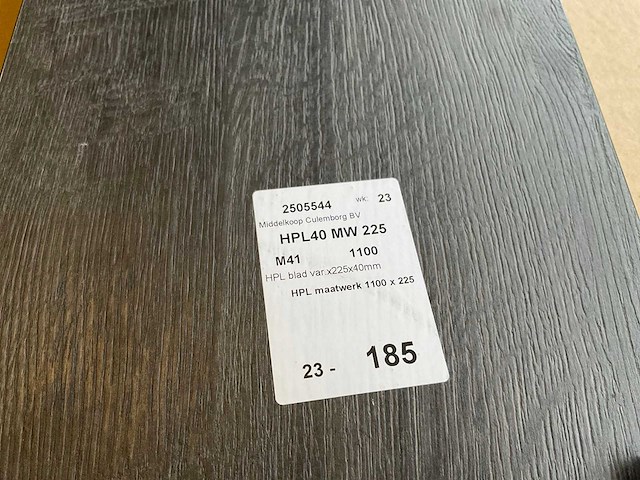 2505544 wk: 23
Middelkoop Culemborg BV
HPL40 MW 225
M41 1100
HPL blad var.x225x40mm
HPL maatwerk 1100 x 225
23 - 185